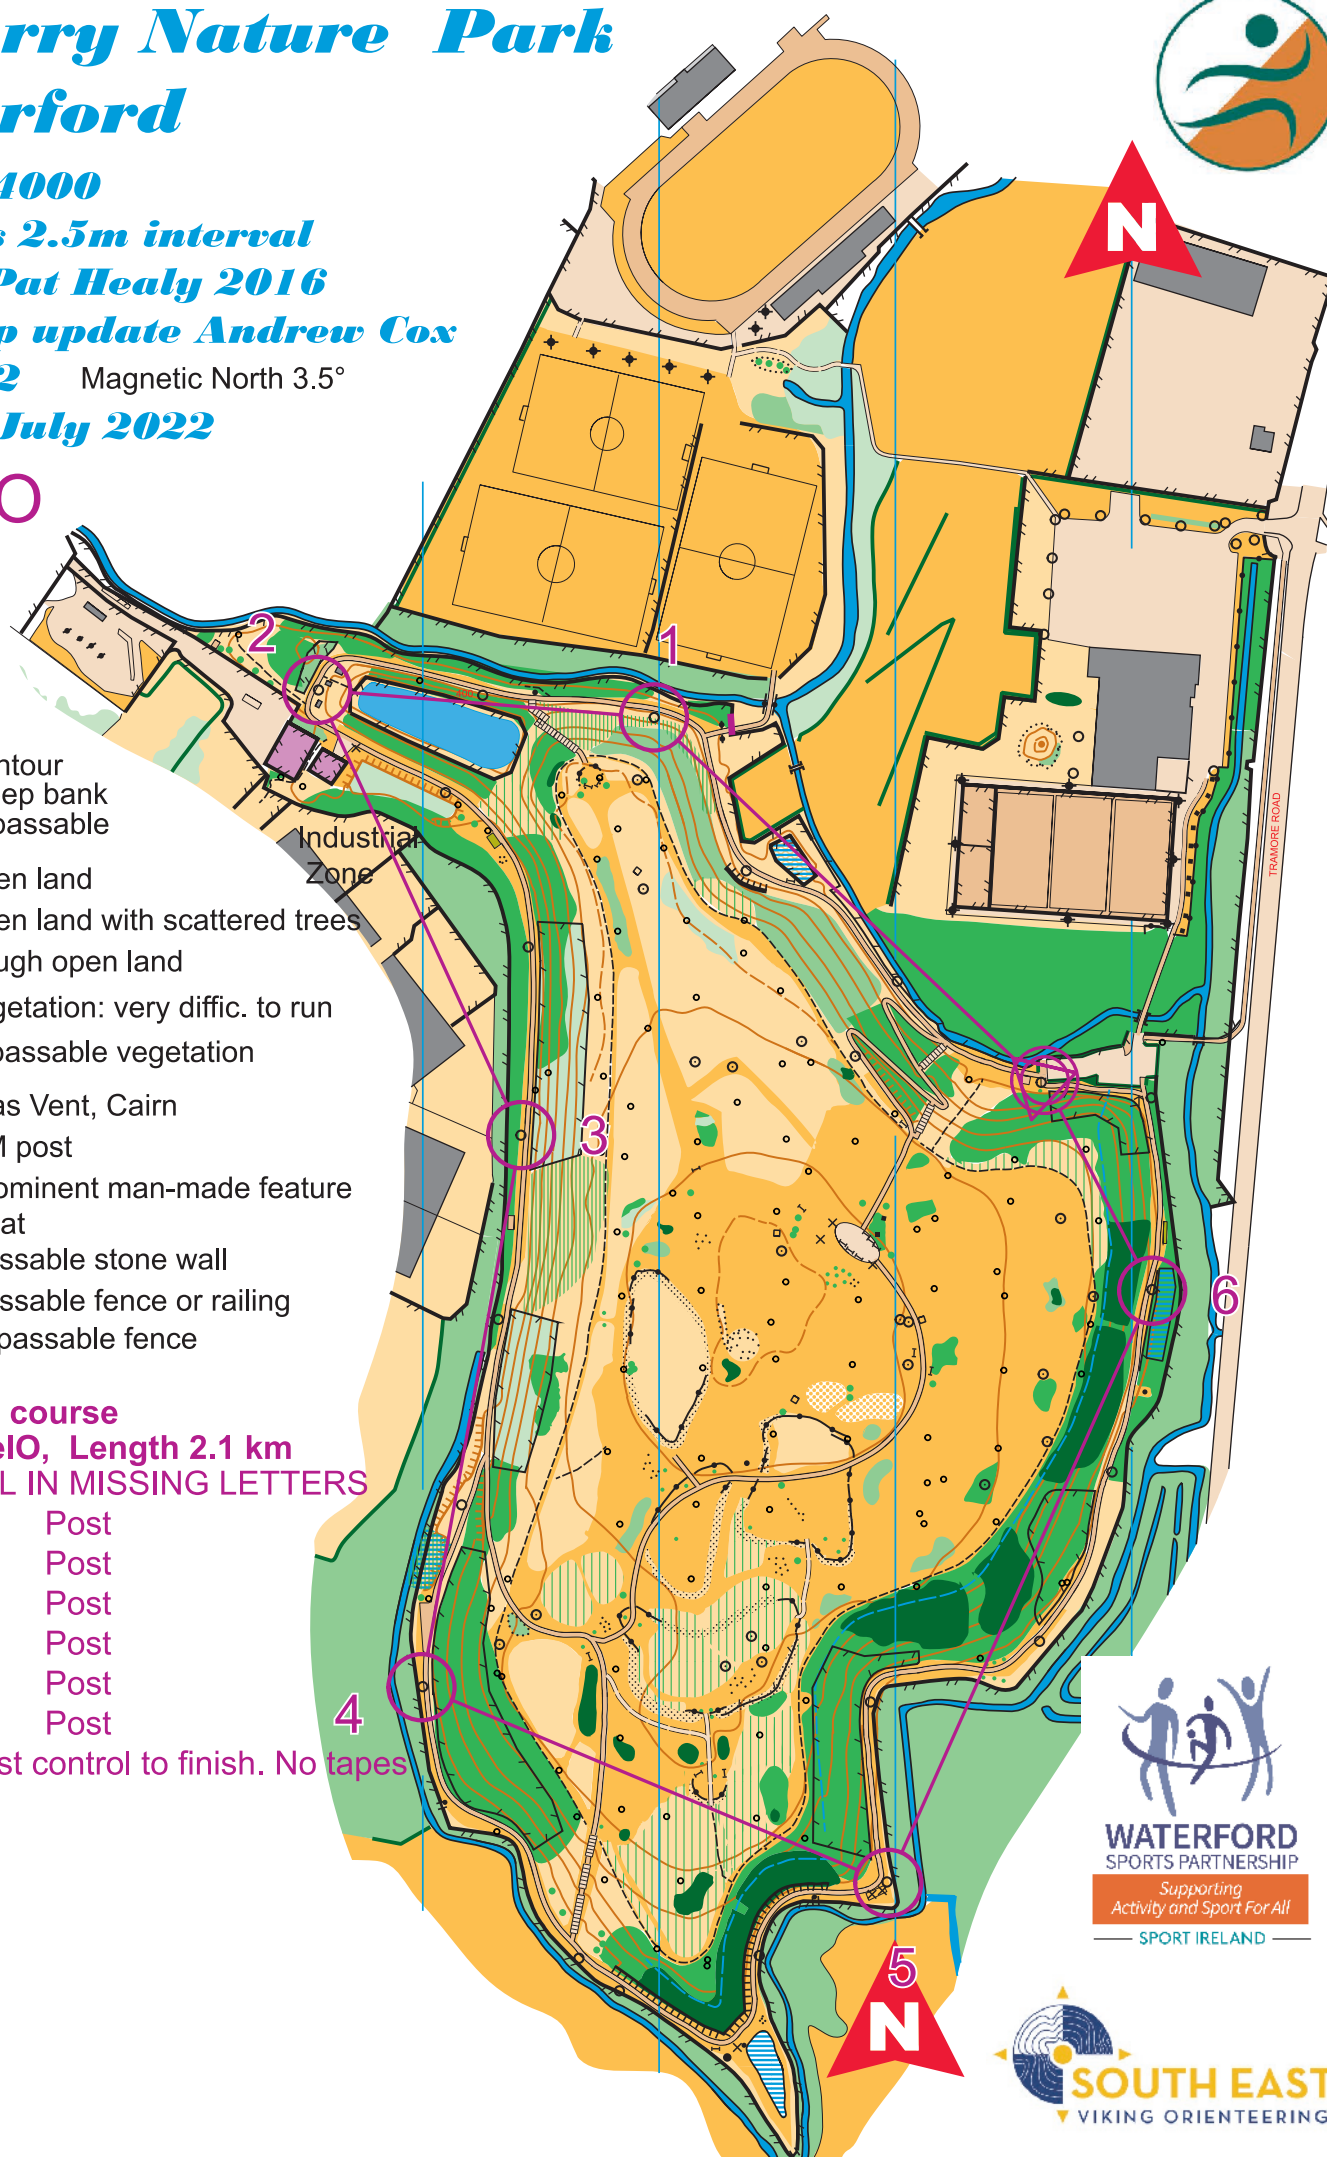 rry Nature Park
rford
4000
s 2.5m interval
Pat Healy 2016
p update Andrew Cox
2 Magnetic North 3.5°
July 2022
O
N
1
2
3
4
5
6
Industrial
Zone
TRAMORE ROAD
400
ntour
ep bank
passable
en land
en land with scattered trees
ugh open land
getation: very diffic. to run
passable vegetation
as Vent, Cairn
M post
ominent man-made feature
at
ssable stone wall
ssable fence or railing
passable fence
course
eIO, Length 2.1 km
L IN MISSING LETTERS
Post
Post
Post
Post
Post
Post
st control to finish. No tapes
N
WATERFORD
SPORTS PARTNERSHIP
Supporting
Activity and Sport For All
SPORT IRELAND
SOUTH EAST
VIKING ORIENTEERING